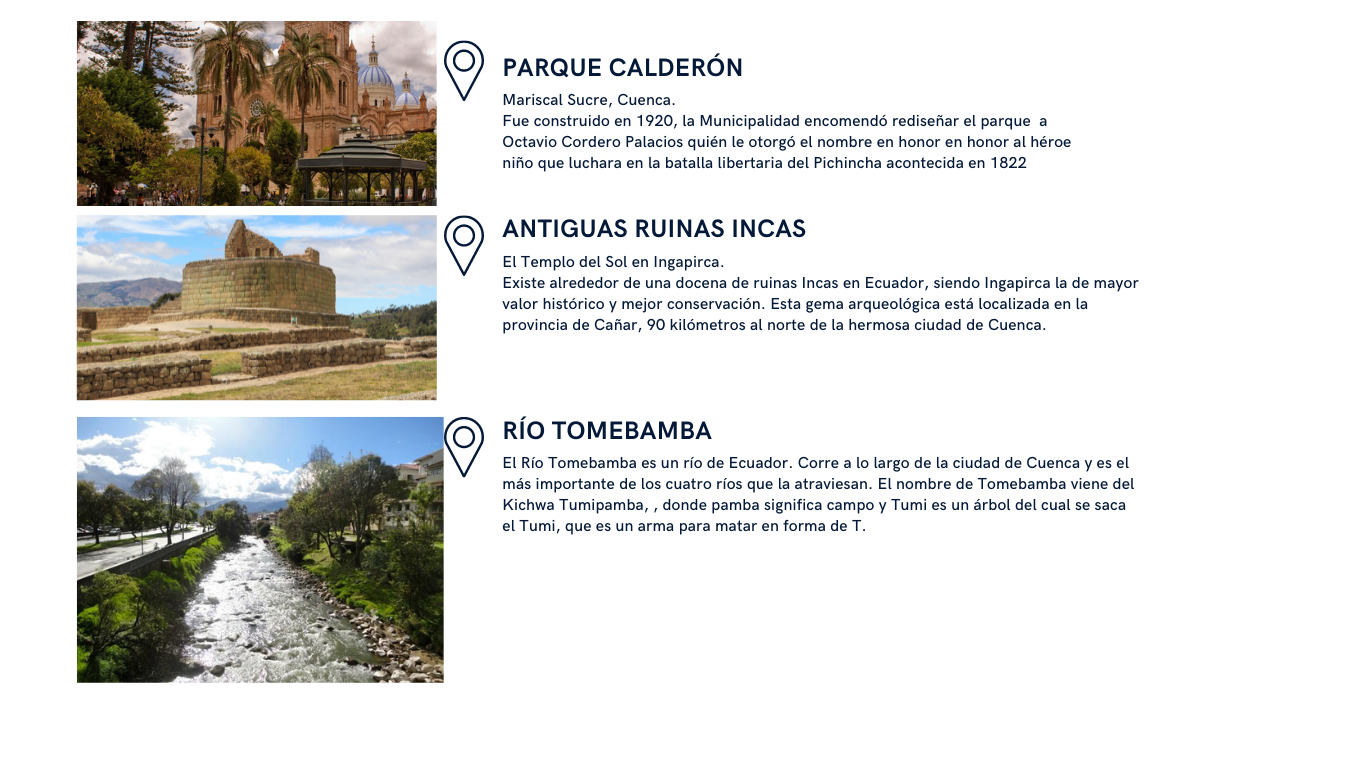 PARQUE CALDERÓN
Mariscal Sucre, Cuenca.
Fue construido en 1920, la Municipalidad encomendó rediseñar el parque  a
Octavio Cordero Palacios quién le otorgó el nombre en honor en honor al héroe
niño que luchara en la batalla libertaria del Pichincha acontecida en 1822
ANTIGUAS RUINAS INCAS
El Templo del Sol en Ingapirca.
Existe alrededor de una docena de ruinas Incas en Ecuador, siendo Ingapirca la de mayor
valor histórico y mejor conservación. Esta gema arqueológica está localizada en la
provincia de Cañar, 90 kilómetros al norte de la hermosa ciudad de Cuenca.
RÍO TOMEBAMBA
El Río Tomebamba es un río de Ecuador. Corre a lo largo de la ciudad de Cuenca y es el
más importante de los cuatro ríos que la atraviesan. El nombre de Tomebamba viene del
Kichwa Tumipamba, , donde pamba significa campo y Tumi es un árbol del cual se saca
el Tumi, que es un arma para matar en forma de T.